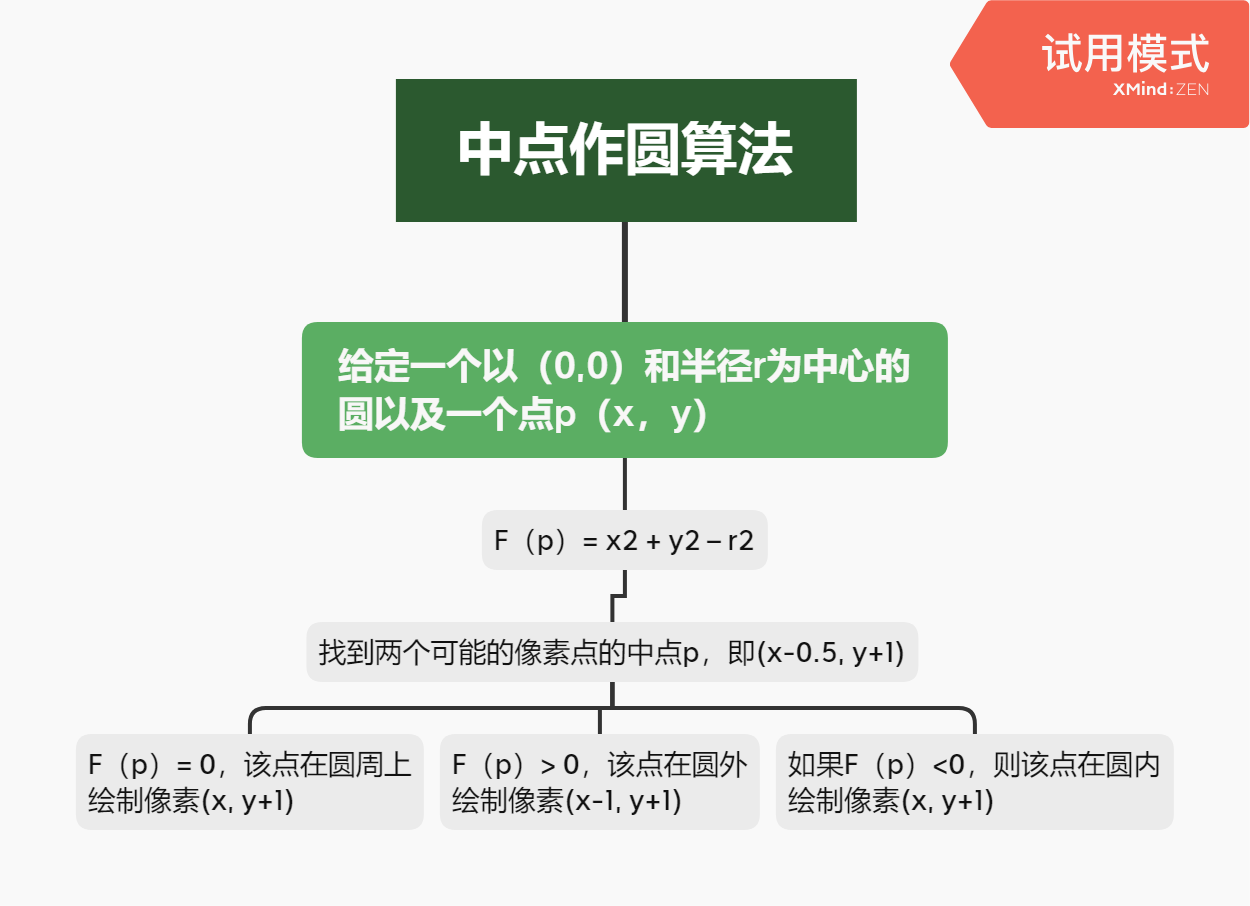 试用模式
XMind:ZEN
中点作圆算法
给定一个以（0,0）和半径r为中心的
圆以及一个点p（x，y）
F（p）= x2 + y2 – r2
找到两个可能的像素点的中点p，即(x-0.5, y+1)
F（p）= 0，该点在圆周上
绘制像素(x, y+1)
F（p）> 0，该点在圆外
绘制像素(x-1, y+1)
如果F（p）<0，则该点在圆内
绘制像素(x, y+1)